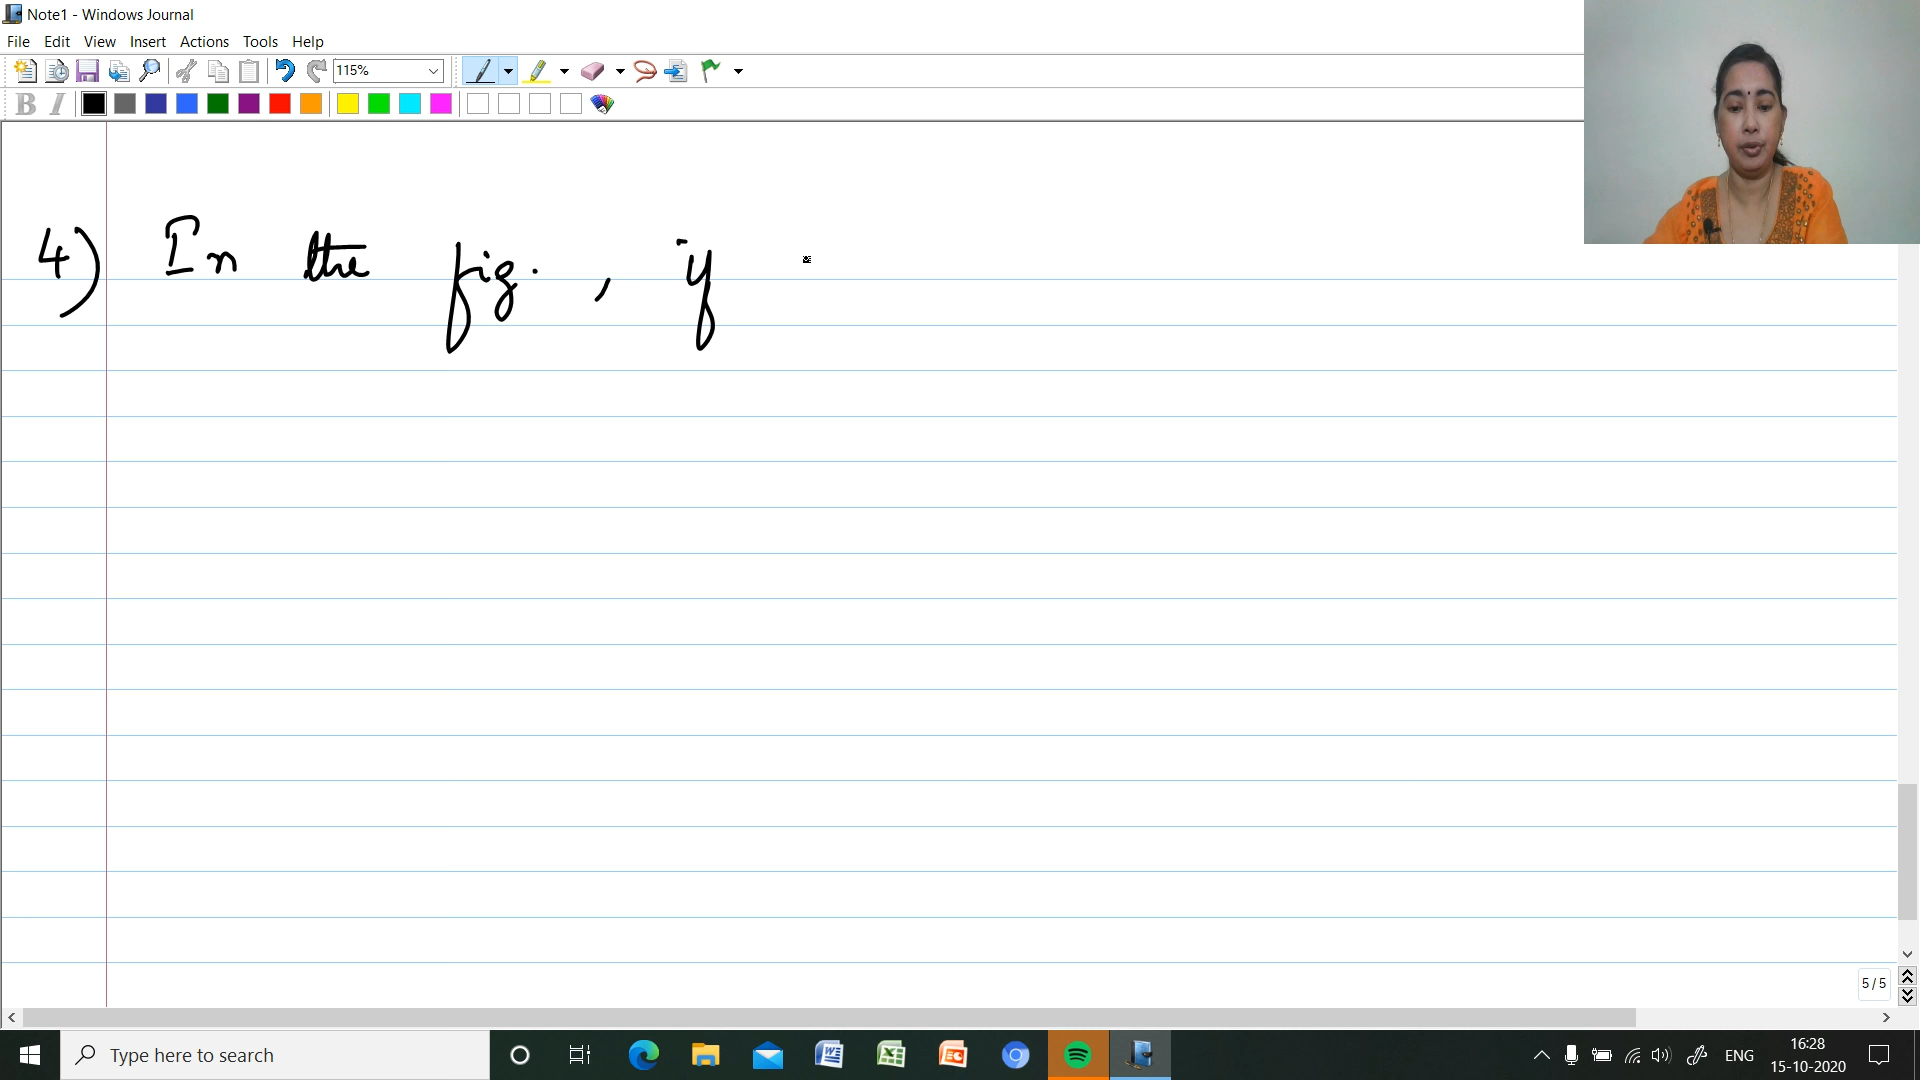 Note1 - Windows Journal
File Edit View Insert Actions Tools Help
115%
B I
4) In the fig. , if
5 / 5
Type here to search
ENG
16:28
15-10-2020